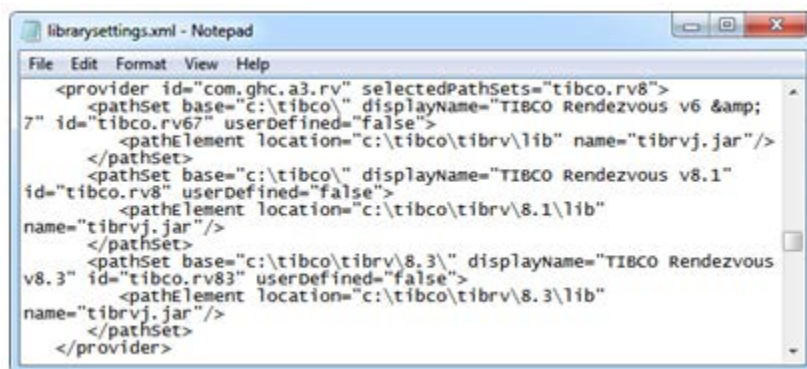 librarysettings.xml - Notepad
File Edit Format View Help
<provider id="com.ghc.a3.rv" selectedPathSets="tibco.rv8">
<pathSet base="c:\tibco\" displayName="TIBCO Rendezvous v6 &amp;
7" id="tibco.rv67" userDefined="false">
<pathElement location="c:\tibco\tibrv\lib" name="tibrvj.jar"/>
</pathSet>
<pathSet base="c:\tibco\" displayName="TIBCO Rendezvous v8.1"
id="tibco.rv8" userDefined="false">
<pathElement location="c:\tibco\tibrv\8.1\lib"
name="tibrvj.jar"/>
</pathSet>
<pathSet base="c:\tibco\tibrv\8.3\" displayName="TIBCO Rendezvous
v8.3" id="tibco.rv83" userDefined="false">
<pathElement location="c:\tibco\tibrv\8.3\lib"
name="tibrvj.jar"/>
</pathSet>
</provider>